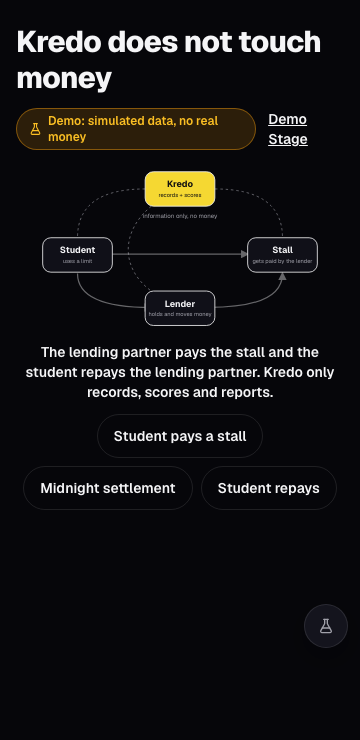 Kredo does not touch
money
Demo: simulated data, no real
money
Demo
Stage
Kredo
records + scores
Information only, no money
Student
uses a limit
Stall
gets paid by the lender
Lender
holds and moves money
The lending partner pays the stall and the
student repays the lending partner. Kredo only
records, scores and reports.
Student pays a stall
Midnight settlement
Student repays